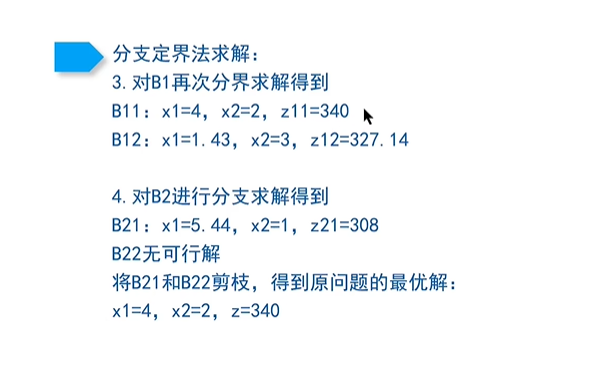 分支定界法求解：
3.对B1再次分界求解得到
B11：x1=4，x2=2，z11=340
B12：x1=1.43，x2=3，z12=327.14
4.对B2进行分支求解得到
B21：x1=5.44，x2=1，z21=308
B22无可行解
将B21和B22剪枝，得到原问题的最优解：
x1=4，x2=2，z=340